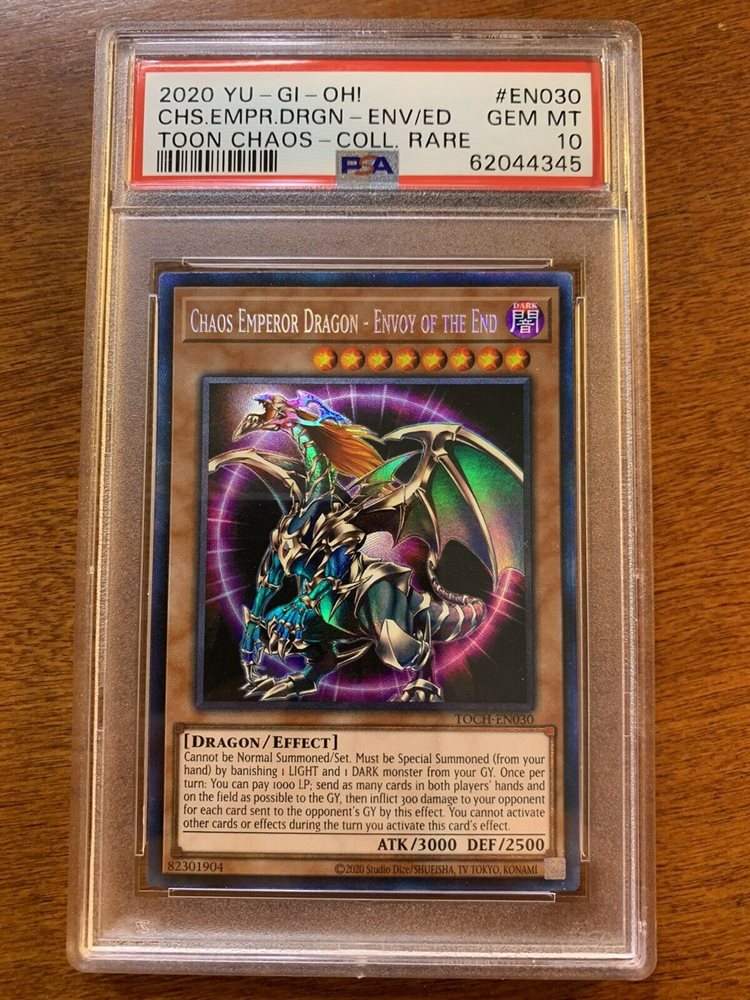 2020 YU-GI-OH! #EN030
CHS.EMPR.DRGN-ENV/ED GEM MT
TOON CHAOS-COLL. RARE 10
PSA 62044345
CHAOS EMPEROR DRAGON - ENVOY OF THE END
DARK
闇
TOCH-EN030
[DRAGON/EFFECT]
Cannot be Normal Summoned/Set. Must be Special Summoned (from your
hand) by banishing 1 LIGHT and 1 DARK monster from your GY. Once per
turn: You can pay 1000 LP; send as many cards in both players' hands and
on the field as possible to the GY, then inflict 300 damage to your opponent
for each card sent to the opponent's GY by this effect. You cannot activate
other cards or effects during the turn you activate this card's effect.
ATK/3000 DEF/2500
82301904 ©2020 Studio Dice/SHUEISHA, TV TOKYO, KONAMI